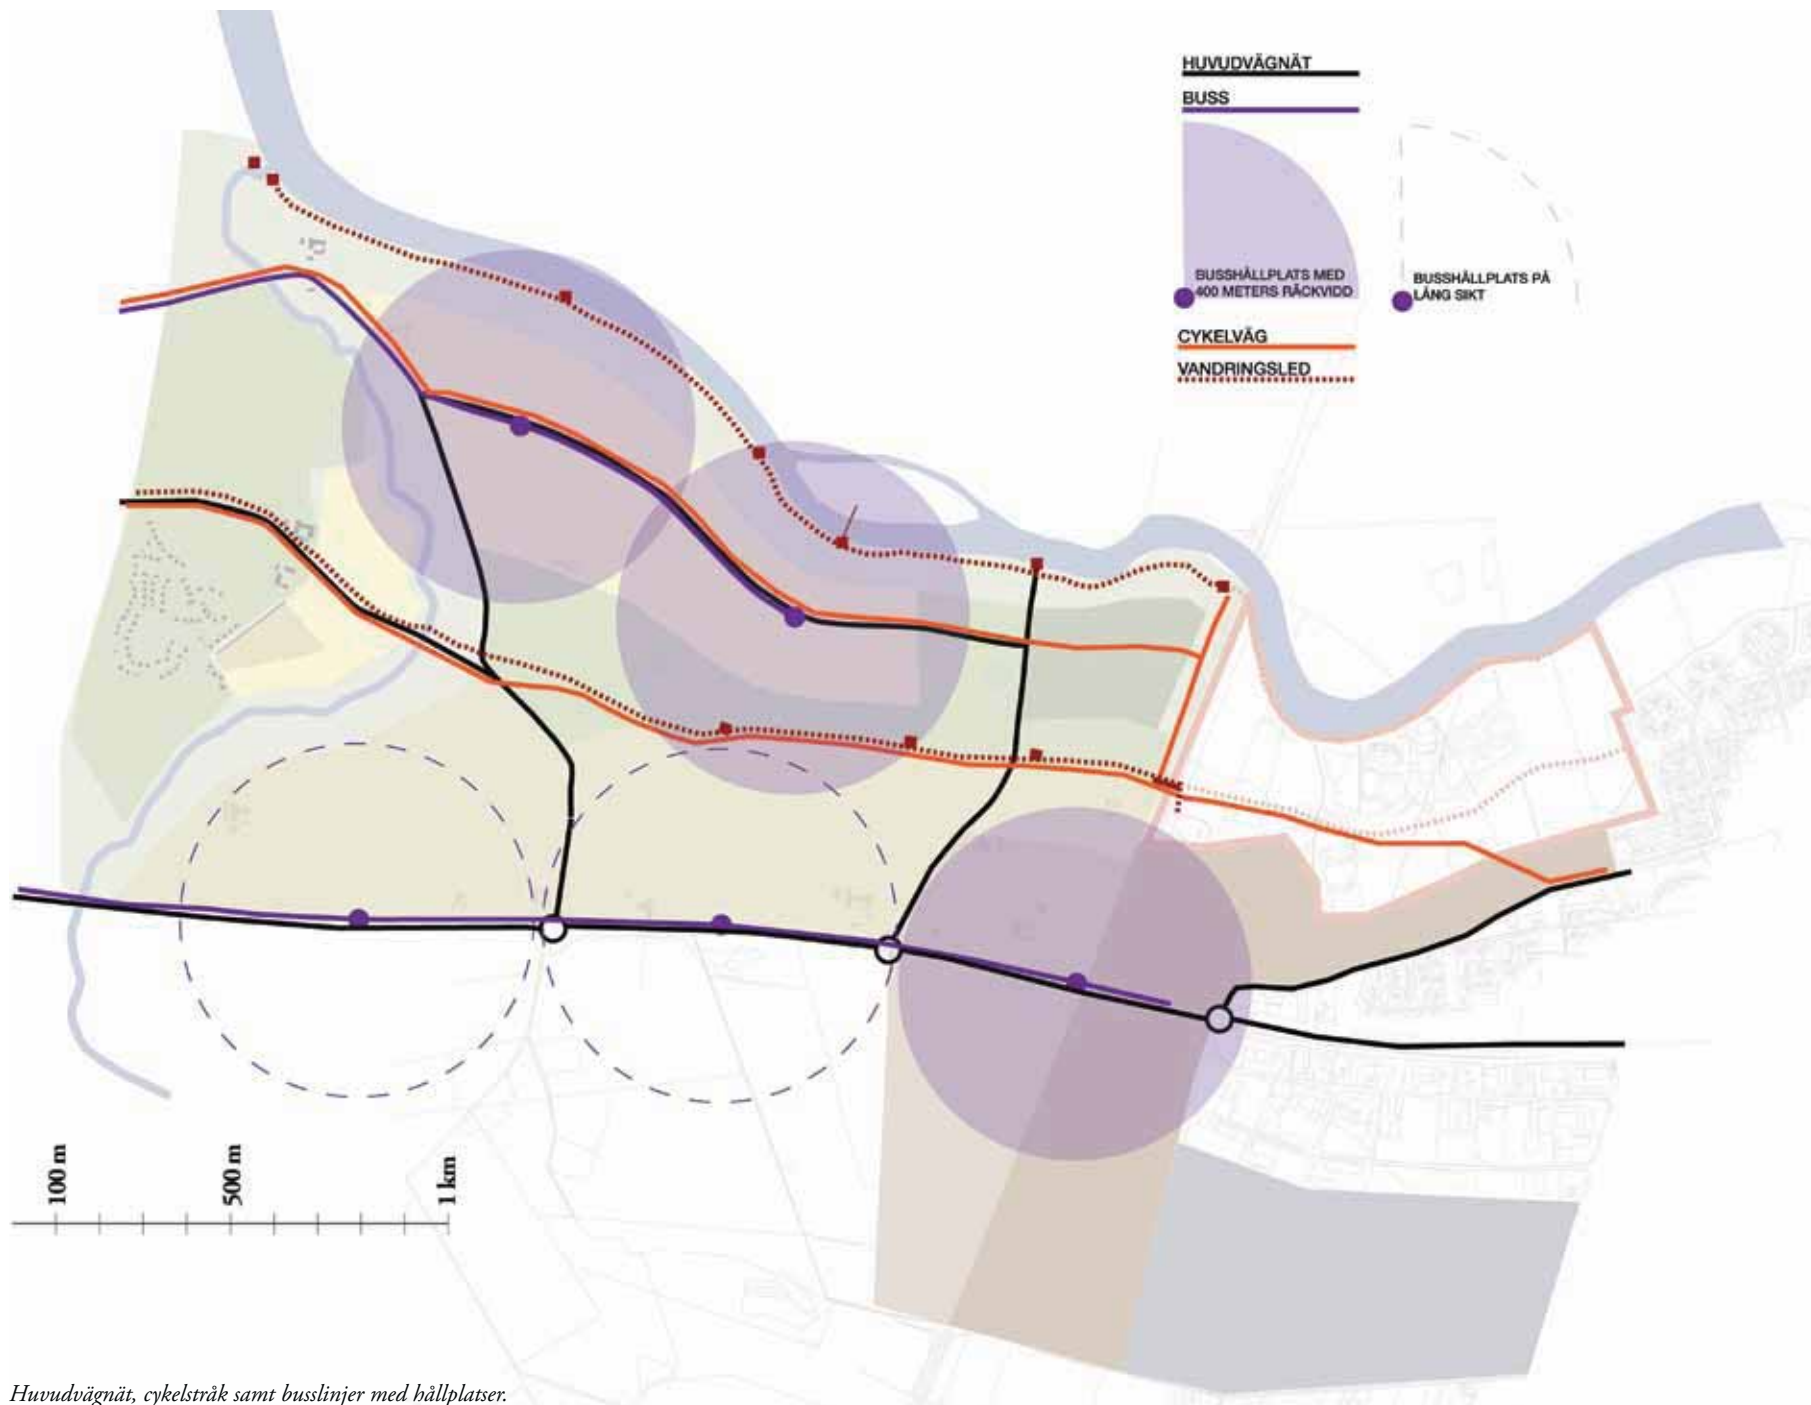 HUVUDVÄGNÄT
BUSS
BUSSHÅLLPLATS MED
400 METERS RÄCKVIDD
BUSSHÅLLPLATS PÅ
LÅNG SIKT
CYKELVÄG
VANDRINGSLED
100 m
500 m
1 km
Huvudvägnät, cykelstråk samt busslinjer med hållplatser.